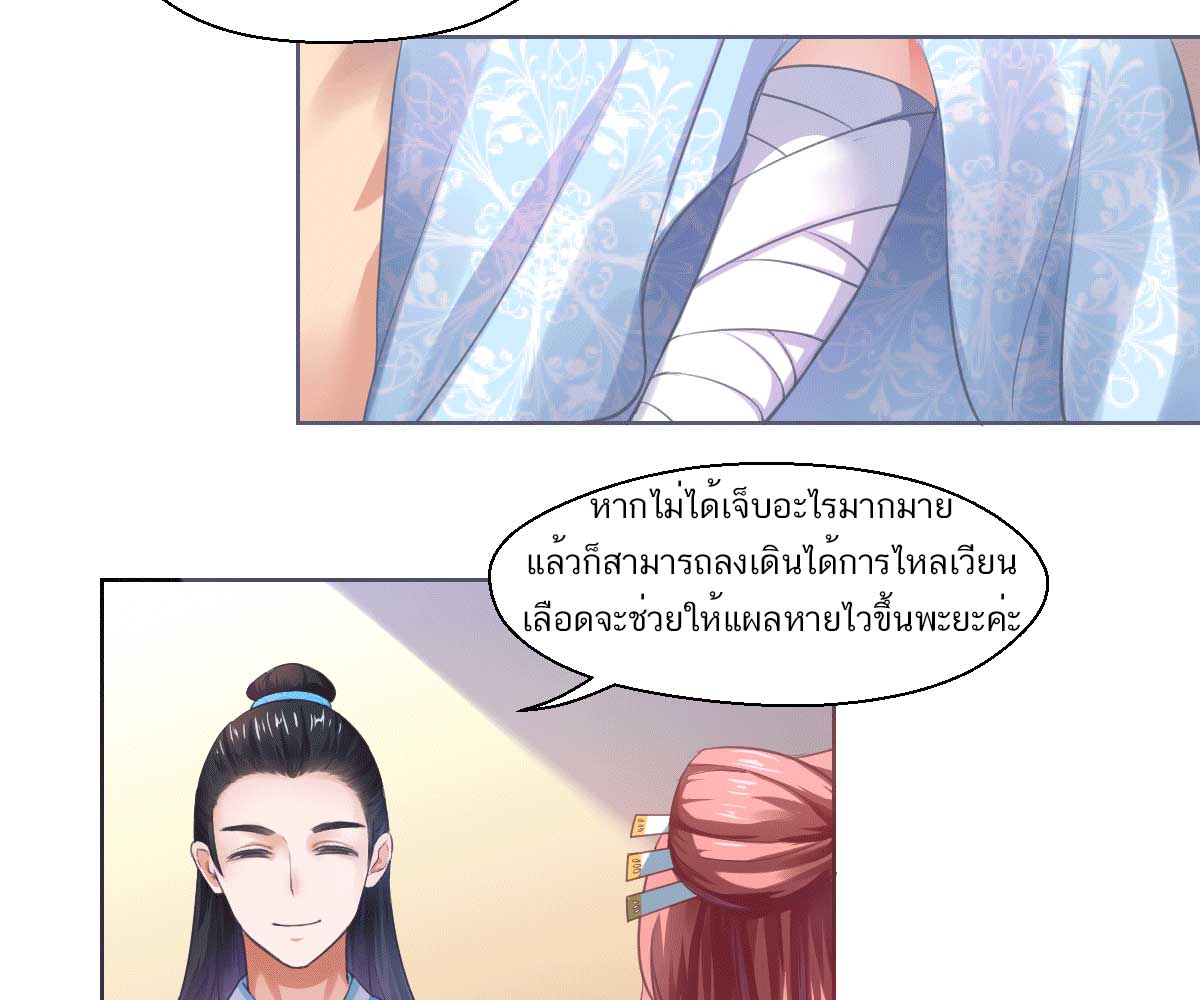 หากไม่ได้เจ็บอะไรมากมาย
แล้วก็สามารถลงเดินได้การไหลเวียน
เลือดจะช่วยให้แผลหายไวขึ้นพะยะค่ะ